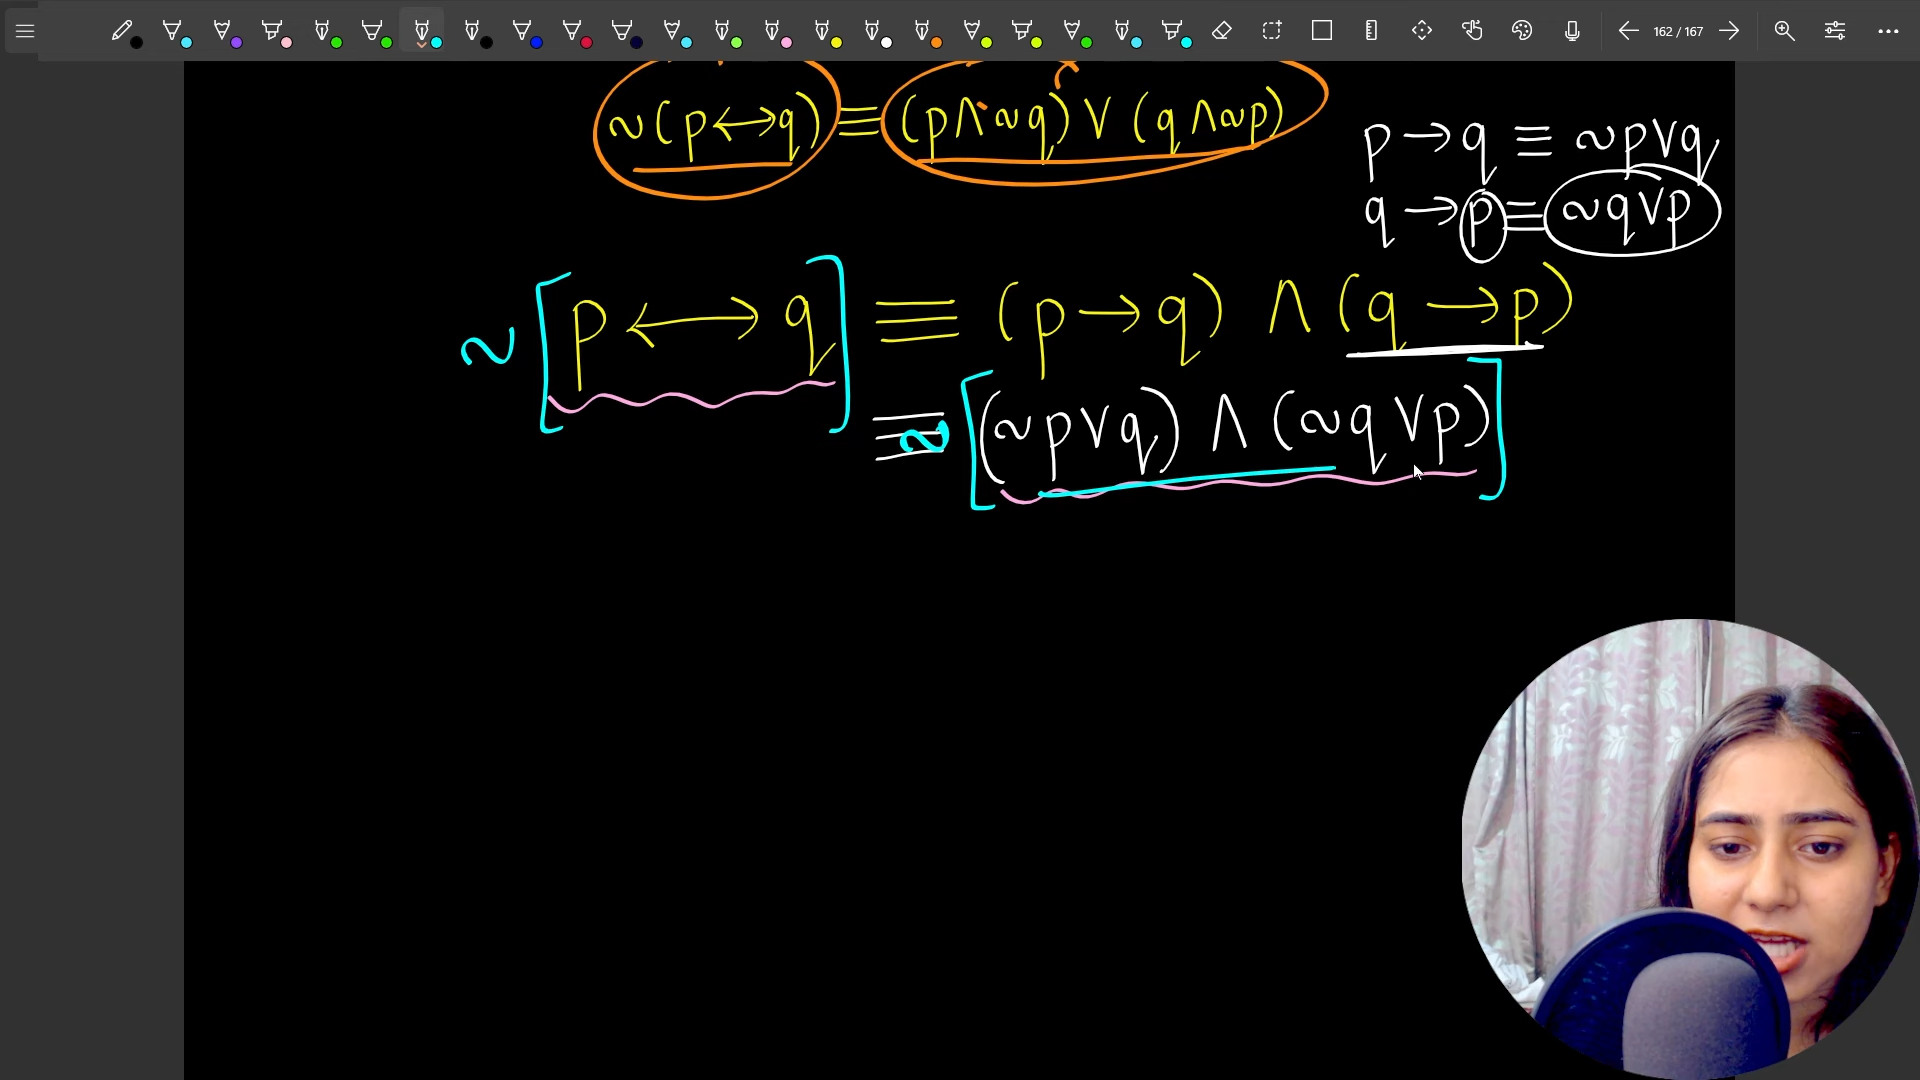 162 / 167
~(p↔q) ≡ (p∧~q) ∨ (q∧~p)
p → q ≡ ~p∨q
q → p ≡ ~q∨p
~[p ↔ q] ≡ (p → q) ∧ (q → p)
≡ ~[(~p∨q) ∧ (~q∨p)]